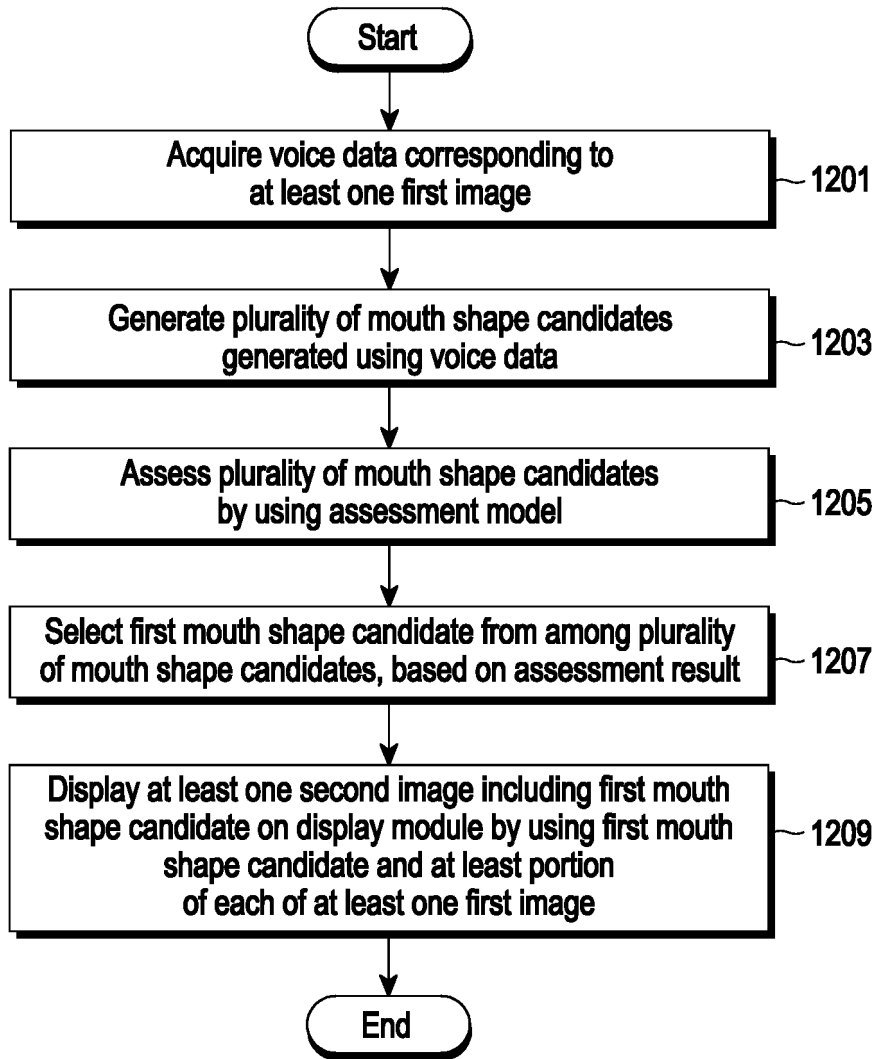 Start
Acquire voice data corresponding to
at least one first image
1201
Generate plurality of mouth shape candidates
generated using voice data
1203
Assess plurality of mouth shape candidates
by using assessment model
1205
Select first mouth shape candidate from among plurality
of mouth shape candidates, based on assessment result
1207
Display at least one second image including first mouth
shape candidate on display module by using first mouth
shape candidate and at least portion
of each of at least one first image
1209
End